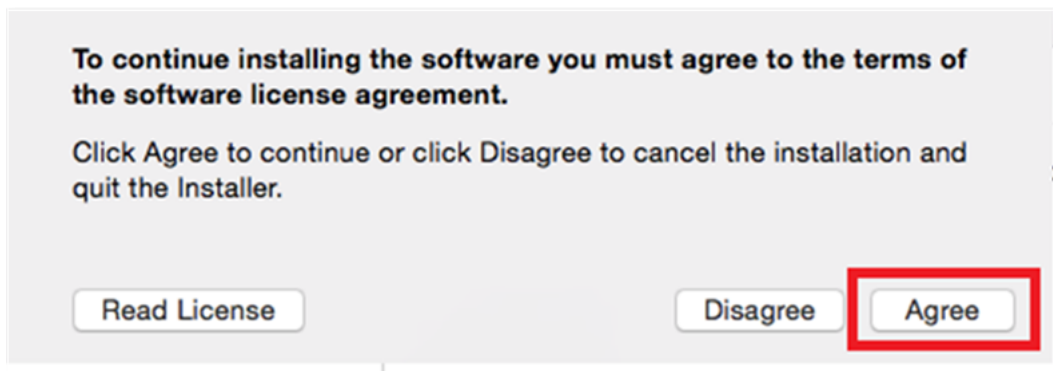 To continue installing the software you must agree to the terms of
the software license agreement.
Click Agree to continue or click Disagree to cancel the installation and
quit the Installer.
Read License
Disagree
Agree